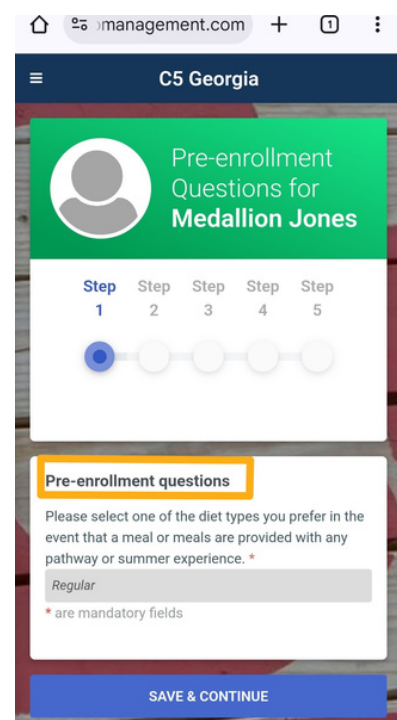 management.com
1
C5 Georgia
Pre-enrollment
Questions for
Medallion Jones
Step Step Step Step Step
1 2 3 4 5
Pre-enrollment questions
Please select one of the diet types you prefer in the
event that a meal or meals are provided with any
pathway or summer experience. *
Regular
* are mandatory fields
SAVE & CONTINUE